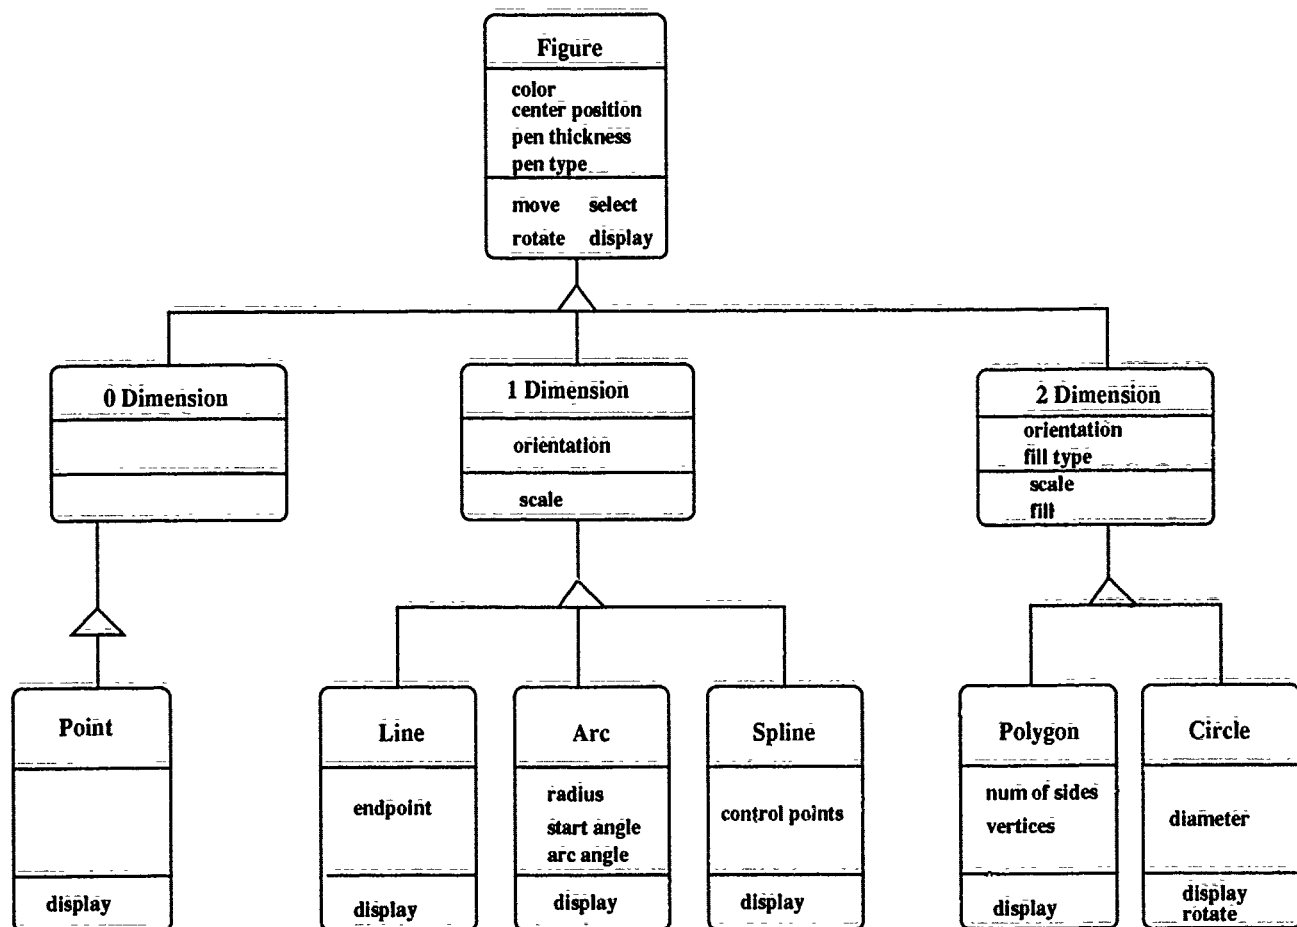 Figure
color
center position
pen thickness
pen type
move select
rotate display
0 Dimension
1 Dimension
orientation
scale
2 Dimension
orientation
fill type
scale
fill
Point
display
Line
endpoint
display
Arc
radius
start angle
arc angle
display
Spline
control points
display
Polygon
num of sides
vertices
display
Circle
diameter
display
rotate